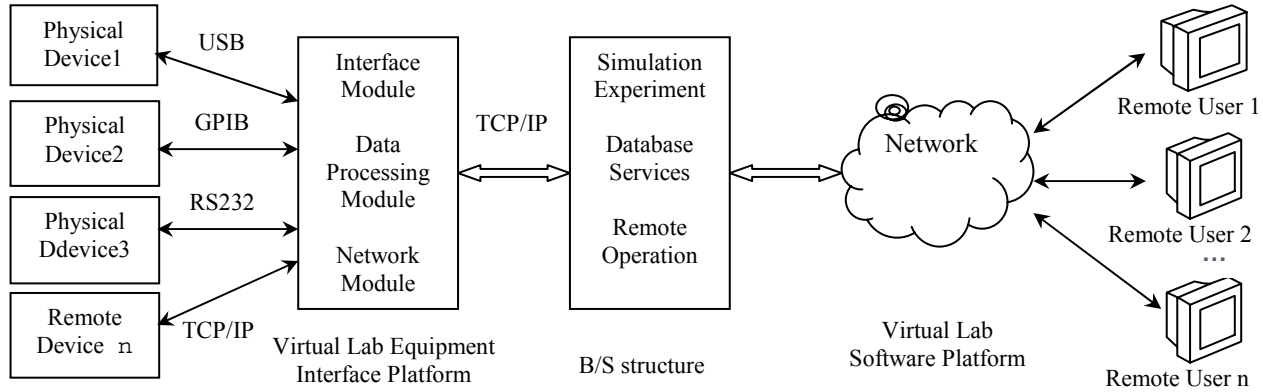 Physical
Device1
USB
Physical
Device2
GPIB
Physical
Ddevice3
RS232
Remote
Device n
TCP/IP
Interface
Module
Data
Processing
Module
Network
Module
Virtual Lab Equipment
Interface Platform
TCP/IP
Simulation
Experiment
Database
Services
Remote
Operation
B/S structure
Network
Virtual Lab
Software Platform
Remote User 1
Remote User 2
...
Remote User n